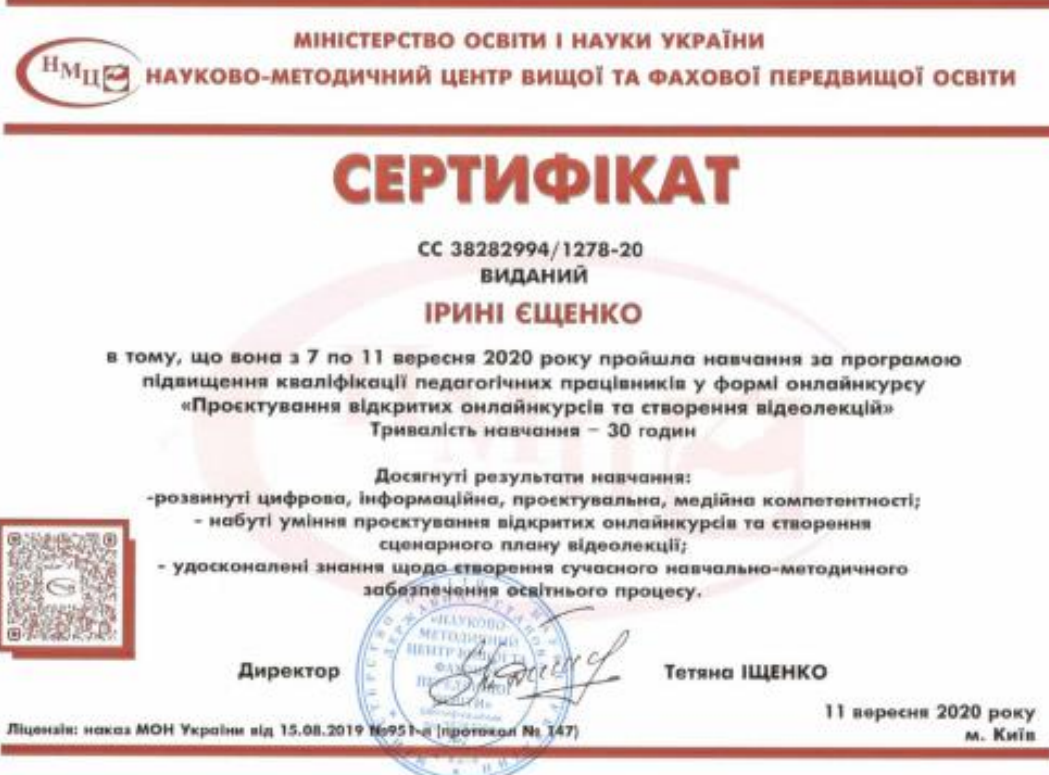 МІНІСТЕРСТВО ОСВІТИ І НАУКИ УКРАЇНИ
НМЦ
НАУКОВО-МЕТОДИЧНИЙ ЦЕНТР ВИЩОЇ ТА ФАХОВОЇ ПЕРЕДВИЩОЇ ОСВІТИ
СЕРТИФІКАТ
СС 38282994/1278-20
ВИДАНИЙ
ІРИНІ ЄЩЕНКО
в тому, що вона з 7 по 11 вересня 2020 року пройшла навчання за програмою
підвищення кваліфікації педагогічних працівників у формі онлайнкурсу
«Проєктування відкритих онлайнкурсів та створення відеолекцій»
Тривалість навчання – 30 годин
Досягнуті результати навчання:
-розвинуті цифрова, інформаційна, проєктувальна, медійна компетентності;
- набуті уміння проєктування відкритих онлайнкурсів та створення
сценарного плану відеолекції;
- удосконалені знання щодо створення сучасного навчально-методичного
забезпечення освітнього процесу.
«НАУКОВО-
МЕТОДИЧНИЙ
ЦЕНТР ВИЩОЇ ТА
Директор
Тетяна ІЩЕНКО
11 вересня 2020 року
Ліцензія: наказ МОН України від 15.08.2019 №951-л (протокол № 147)
м. Київ